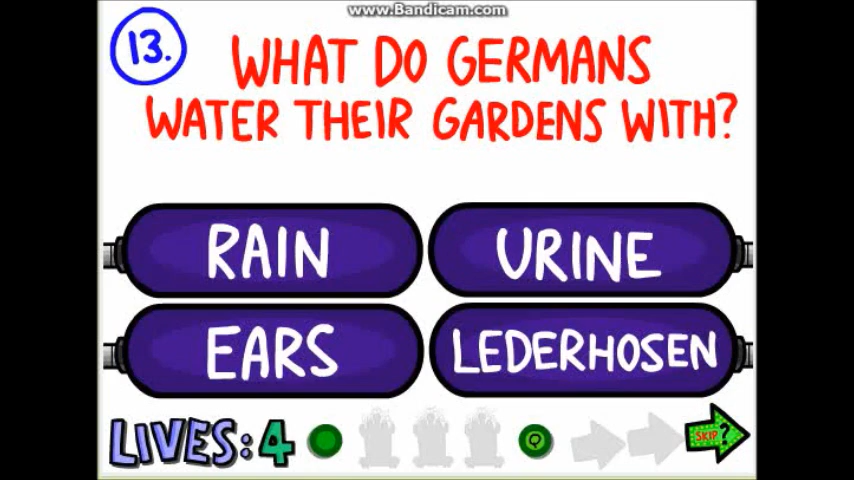 www.Bandicam.com
13.
WHAT DO GERMANS
WATER THEIR GARDENS WITH?
RAIN
URINE
EARS
LEDERHOSEN
LIVES: 4
Q
SKIP?